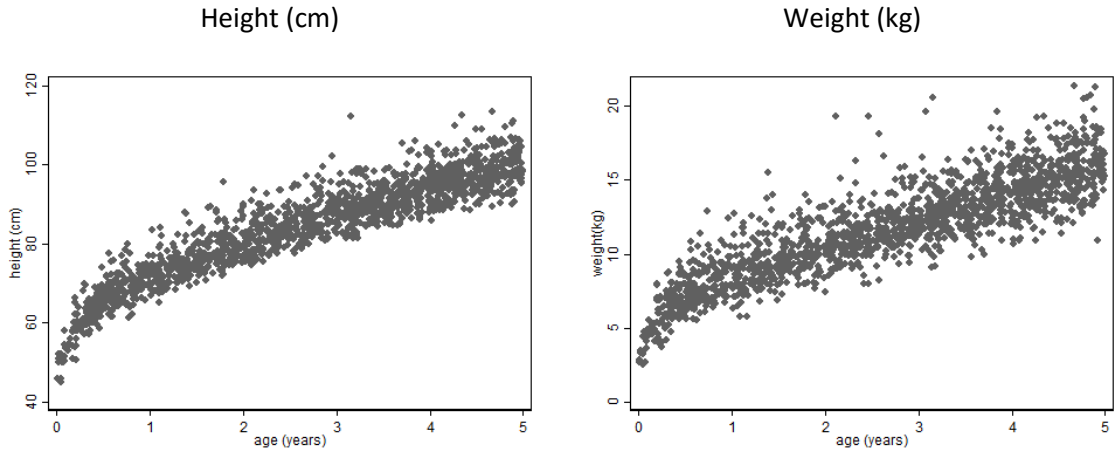 Height (cm)
Weight (kg)
height (cm)
120
100
80
60
40
0 1 2 3 4 5
age (years)
weight(kg)
20
15
10
5
0
0 1 2 3 4 5
age (years)